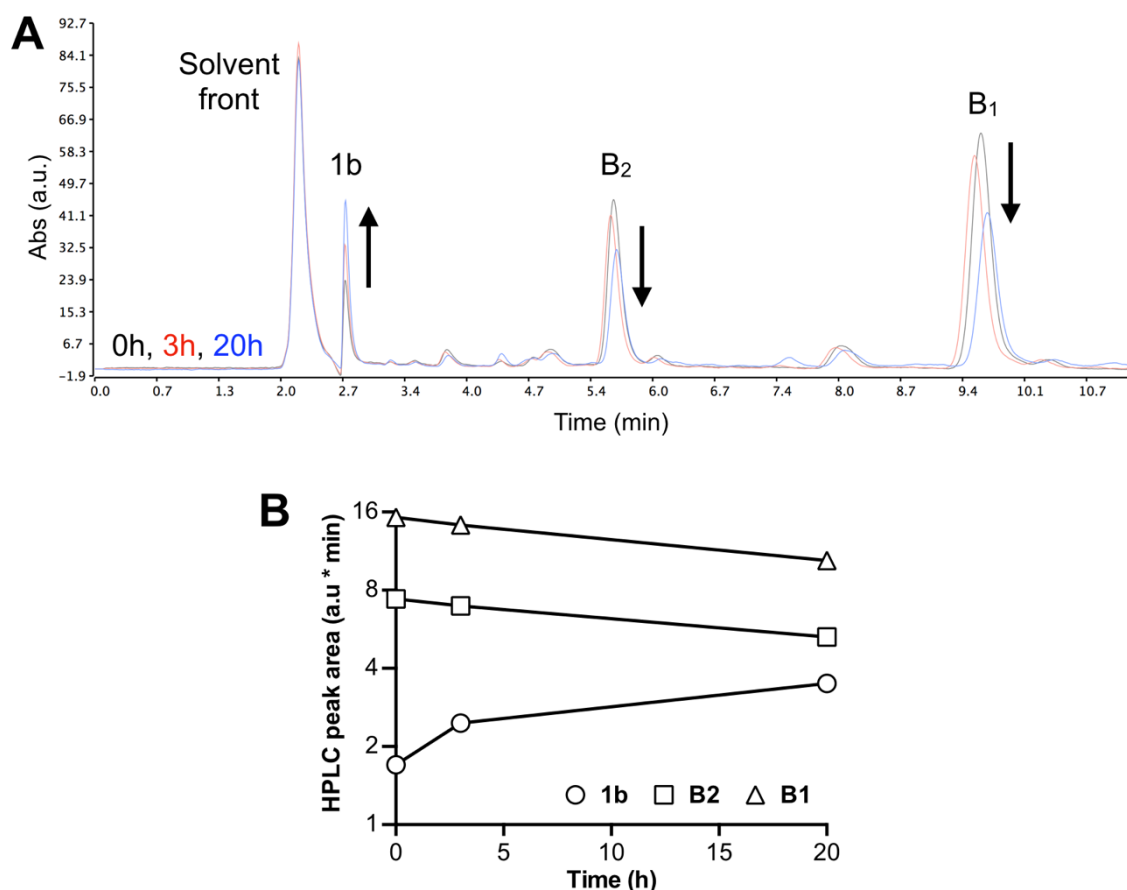 A
Abs (a.u.)
92.7
84.1
75.5
66.9
58.3
49.7
41.1
32.5
23.9
15.3
6.7
-1.9
Solvent
front
1b
B₂
B₁
0h, 3h, 20h
0.0 0.7 1.3 2.0 2.7 3.4 4.0 4.7 5.4 6.0 6.7 7.4 8.0 8.7 9.4 10.1 10.7
Time (min)
B
HPLC peak area (a.u * min)
16
8
4
2
1
1b B2 B1
0 5 10 15 20
Time (h)